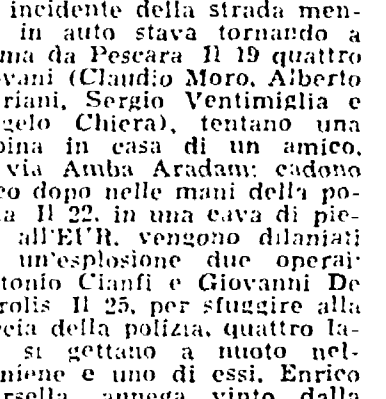 incidente della strada men-
in auto stava tornando a
ma da Pescara Il 19 quattro
ovani (Claudio Moro, Alberto
riani, Sergio Ventimiglia e
gelo Chiera), tentano una
pina in casa di un amico,
via Amba Aradam: cadono
co dopo nelle mani della po-
a Il 22, in una cava di pie-
all'EUR, vengono dilaniati
un'esplosione due operai
tonio Cianfi e Giovanni De
rolis Il 25, per sfuggire alla
ccia della polizia, quattro la-
si gettano a nuoto nel-
niene e uno di essi, Enrico
rsella, annega vinto dalla